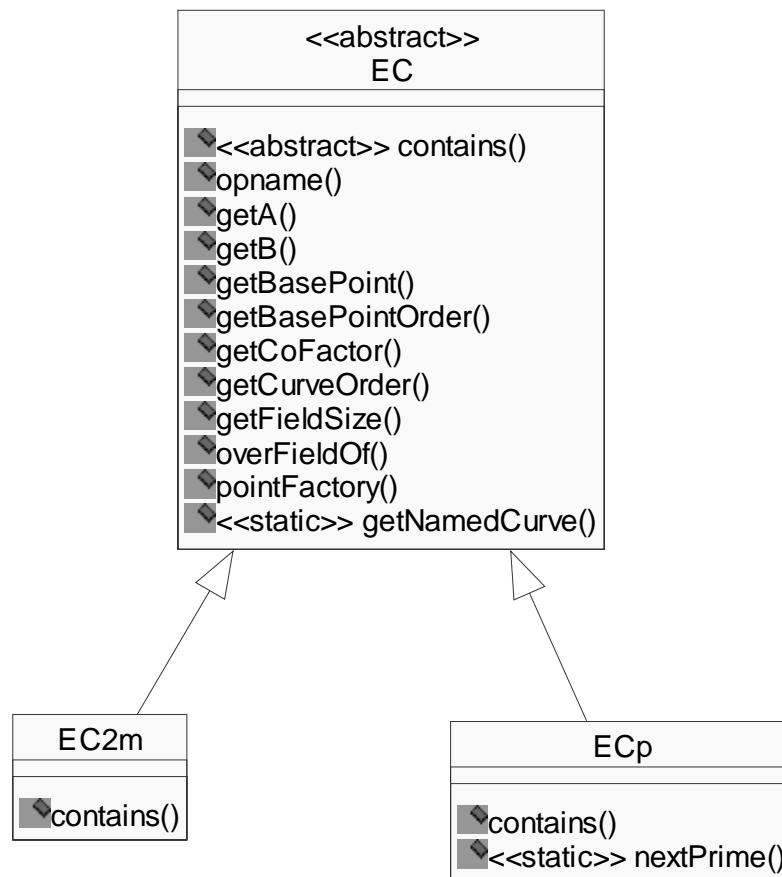 <<abstract>>
EC
<<abstract>> contains()
opname()
getA()
getB()
getBasePoint()
getBasePointOrder()
getCoFactor()
getCurveOrder()
getFieldSize()
overFieldOf()
pointFactory()
<<static>> getNamedCurve()
EC2m
contains()
ECp
contains()
<<static>> nextPrime()